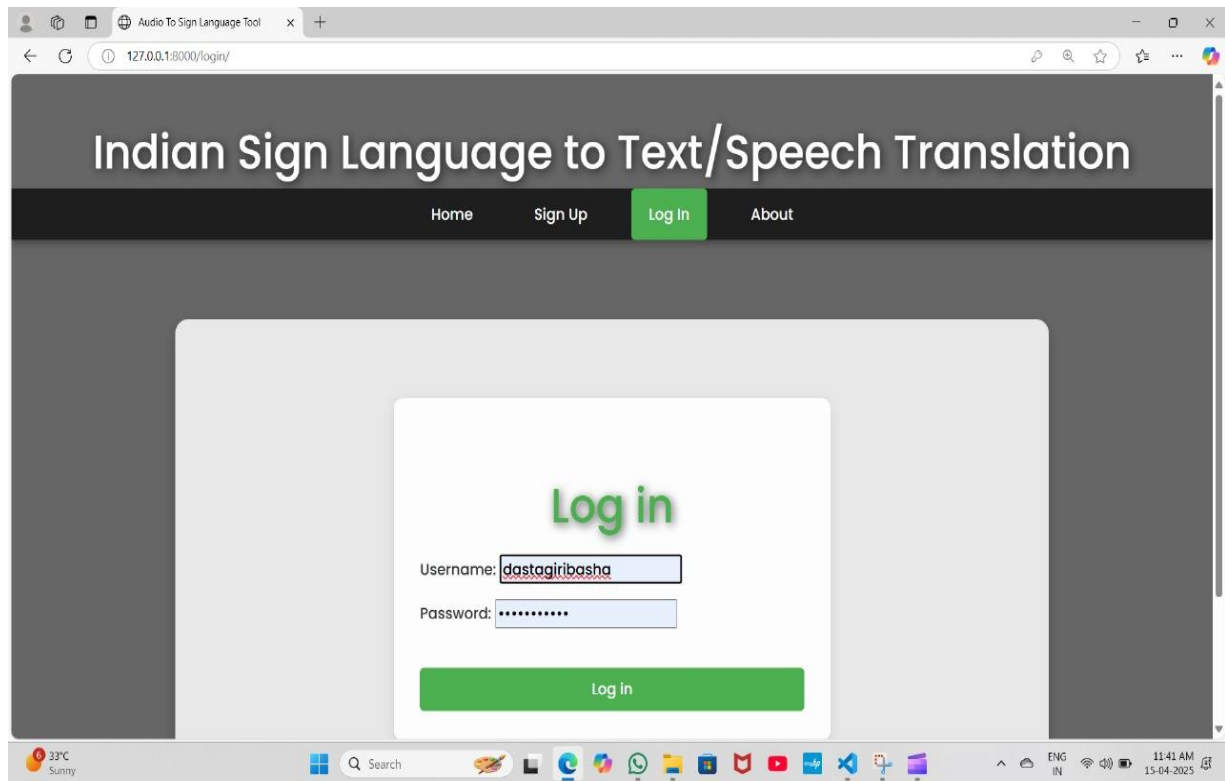 Audio To Sign Language Tool
127.0.0.1:8000/login/
Indian Sign Language to Text/Speech Translation
Home Sign Up Log In About
Log in
Username: dastagiribasha
Password: •••••••••••
Log in
6 33°C
Sunny
Search
ENG
IN
11:41 AM
15-04-2025